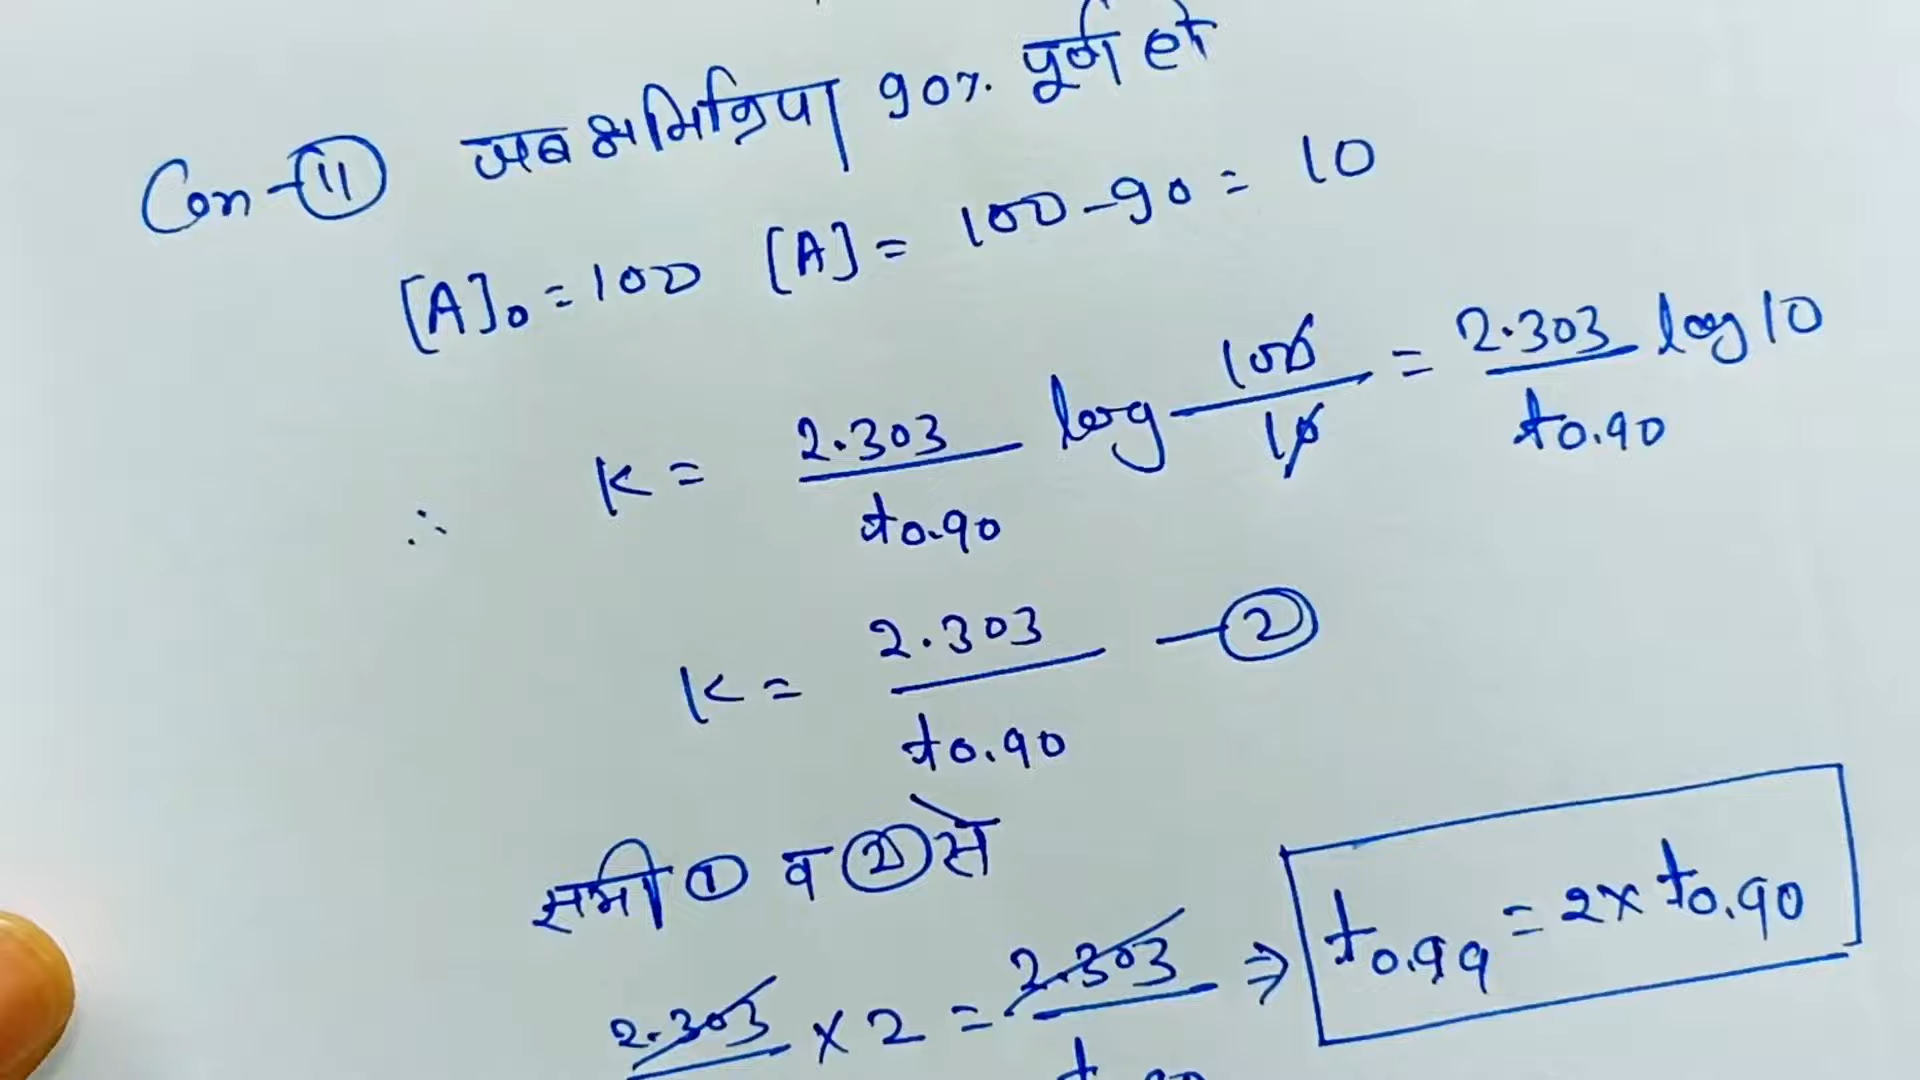 Con-(11) जब अभिक्रिया 90% पूर्ण हो
[A]₀ = 100 [A] = 100-90 = 10
∴ K = 2.303/t0.90 log 100/10 = 2.303/t0.90 log 10
K = 2.303/t0.90 —(2)
समी (1) व (2) से
2.303 × 2 = 2.303 ⇒ t0.99 = 2× t0.90